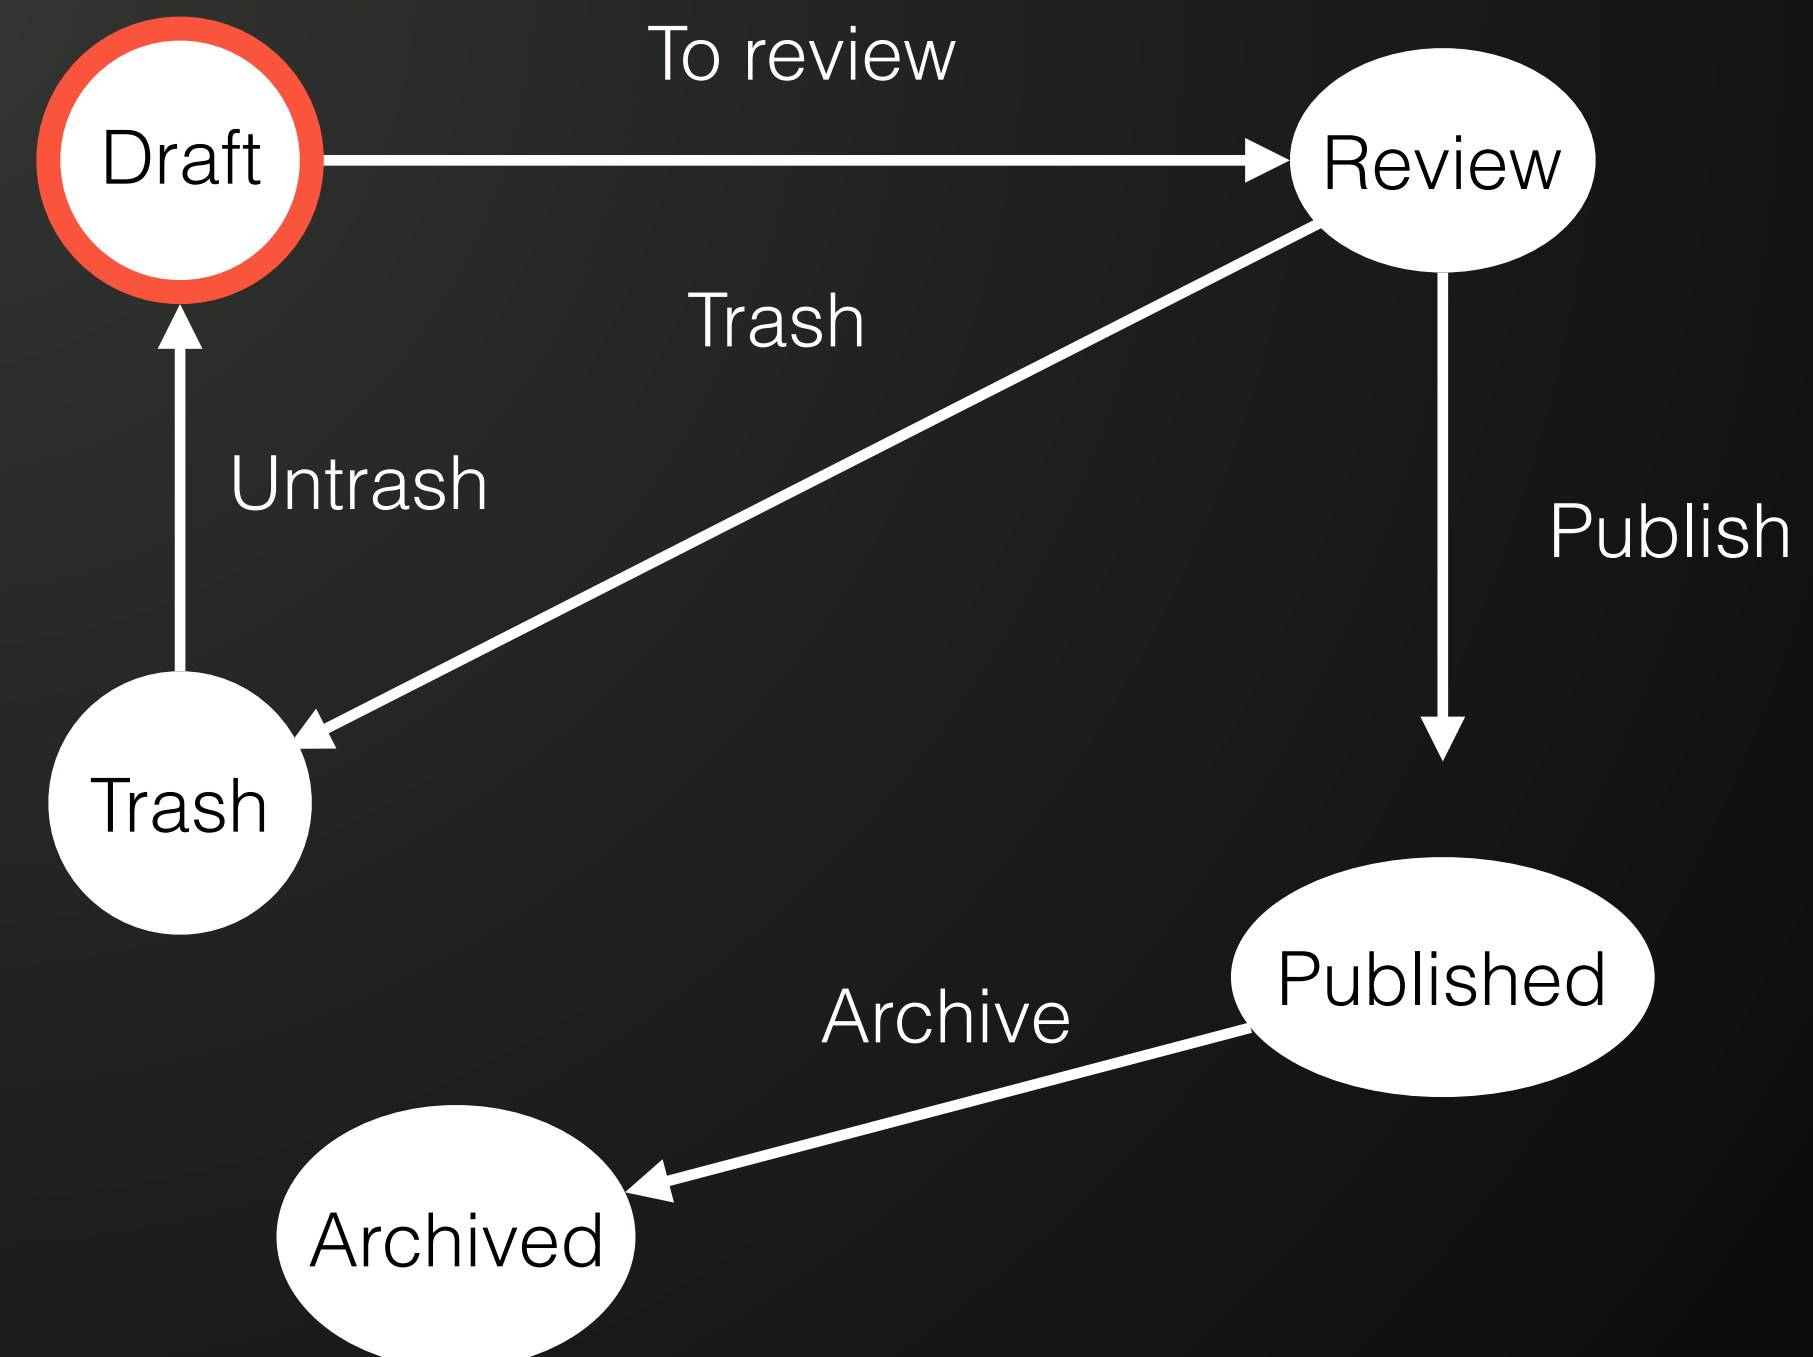 To review
Draft
Review
Trash
Untrash
Publish
Trash
Published
Archive
Archived